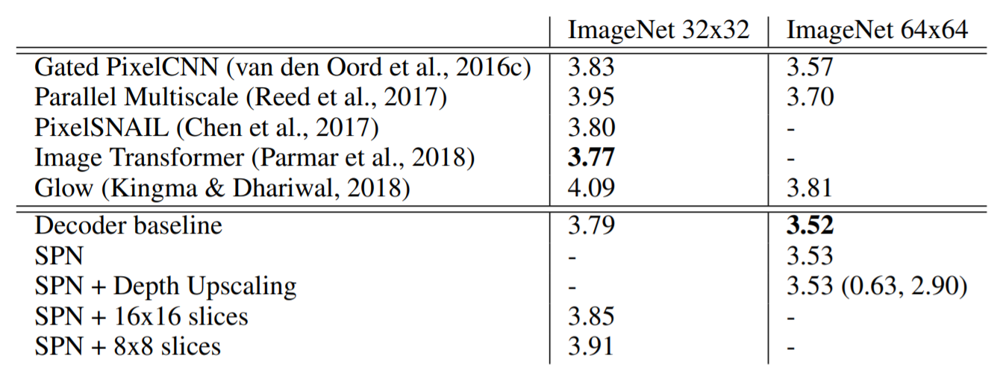 ImageNet 32x32 ImageNet 64x64
Gated PixelCNN (van den Oord et al., 2016c) 3.83 3.57
Parallel Multiscale (Reed et al., 2017) 3.95 3.70
PixelSNAIL (Chen et al., 2017) 3.80 -
Image Transformer (Parmar et al., 2018) 3.77 -
Glow (Kingma & Dhariwal, 2018) 4.09 3.81
Decoder baseline 3.79 3.52
SPN - 3.53
SPN + Depth Upscaling - 3.53 (0.63, 2.90)
SPN + 16x16 slices 3.85 -
SPN + 8x8 slices 3.91 -